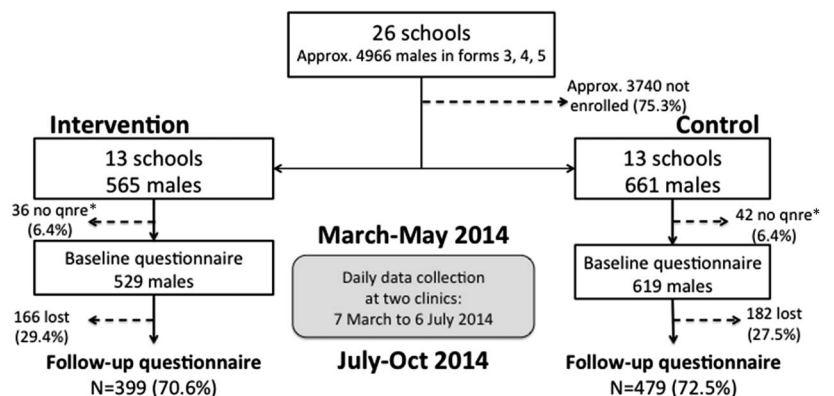 26 schools
Approx. 4966 males in forms 3, 4, 5
Approx. 3740 not
enrolled (75.3%)
Intervention
Control
13 schools
565 males
13 schools
661 males
36 no qnre*
(6.4%)
42 no qnre*
(6.4%)
March-May 2014
Baseline questionnaire
529 males
Baseline questionnaire
619 males
Daily data collection
at two clinics:
7 March to 6 July 2014
166 lost
(29.4%)
182 lost
(27.5%)
July-Oct 2014
Follow-up questionnaire
N=399 (70.6%)
Follow-up questionnaire
N=479 (72.5%)